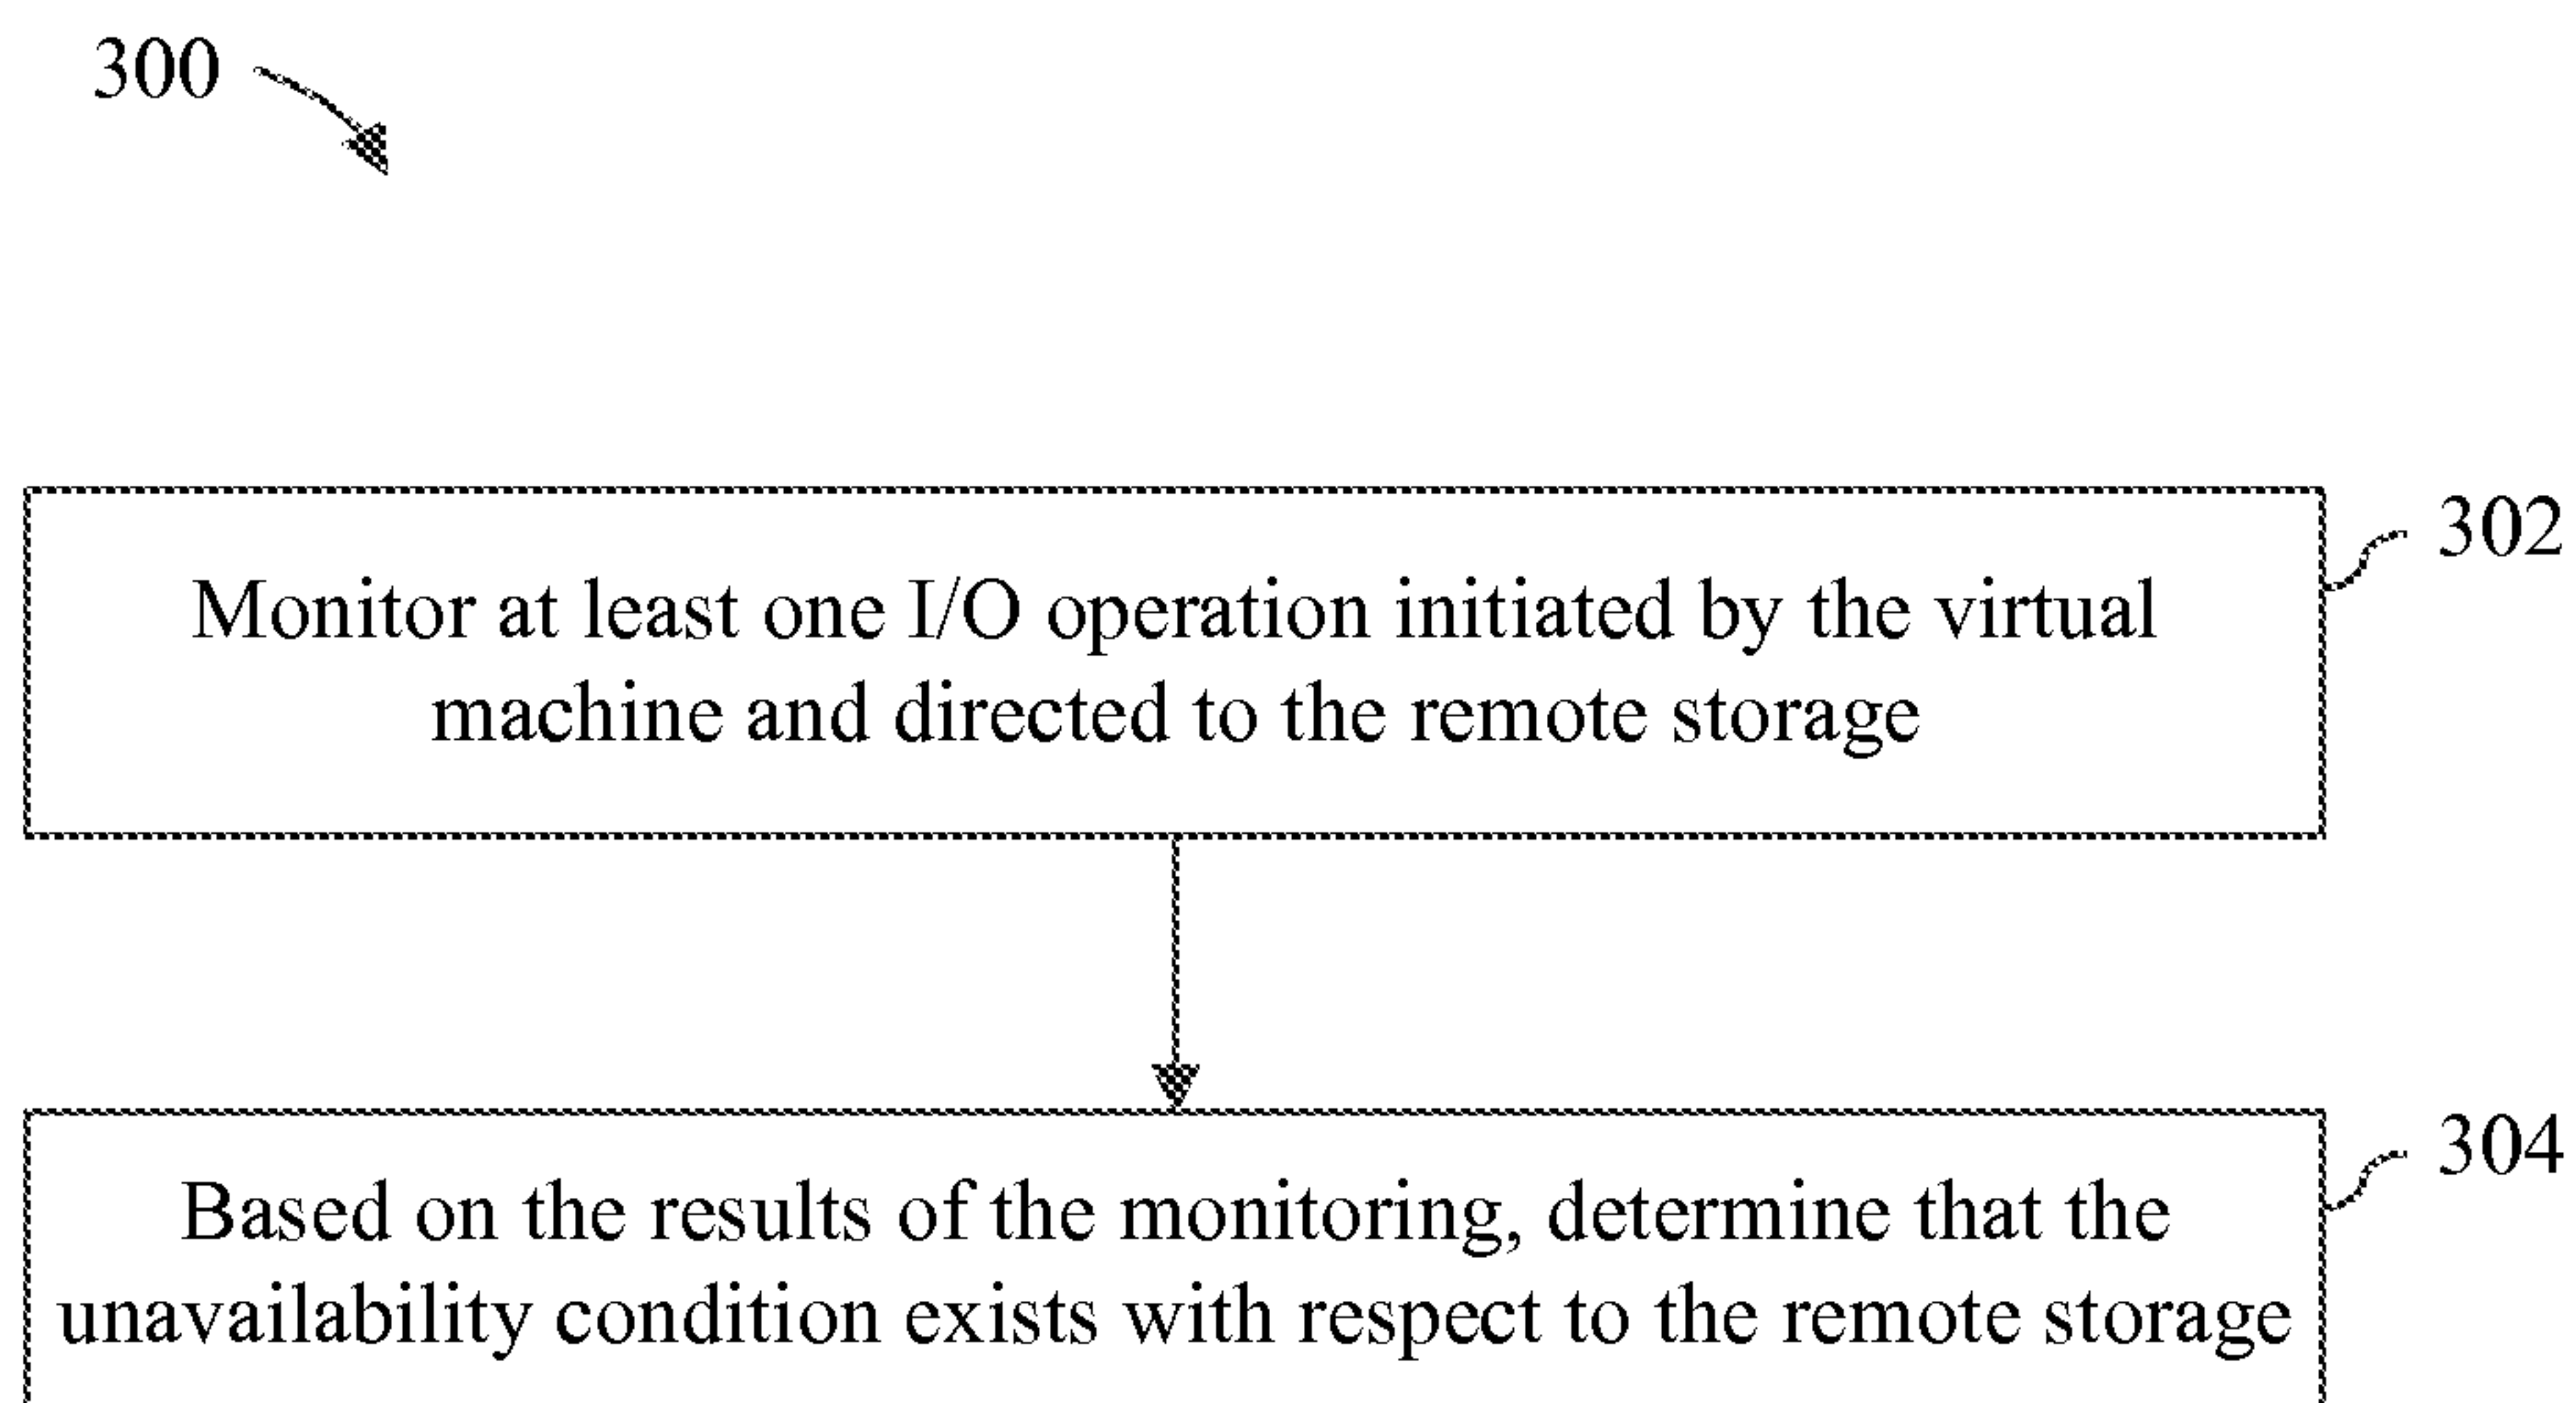 300
302
Monitor at least one I/O operation initiated by the virtual
machine and directed to the remote storage
304
Based on the results of the monitoring, determine that the
unavailability condition exists with respect to the remote storage